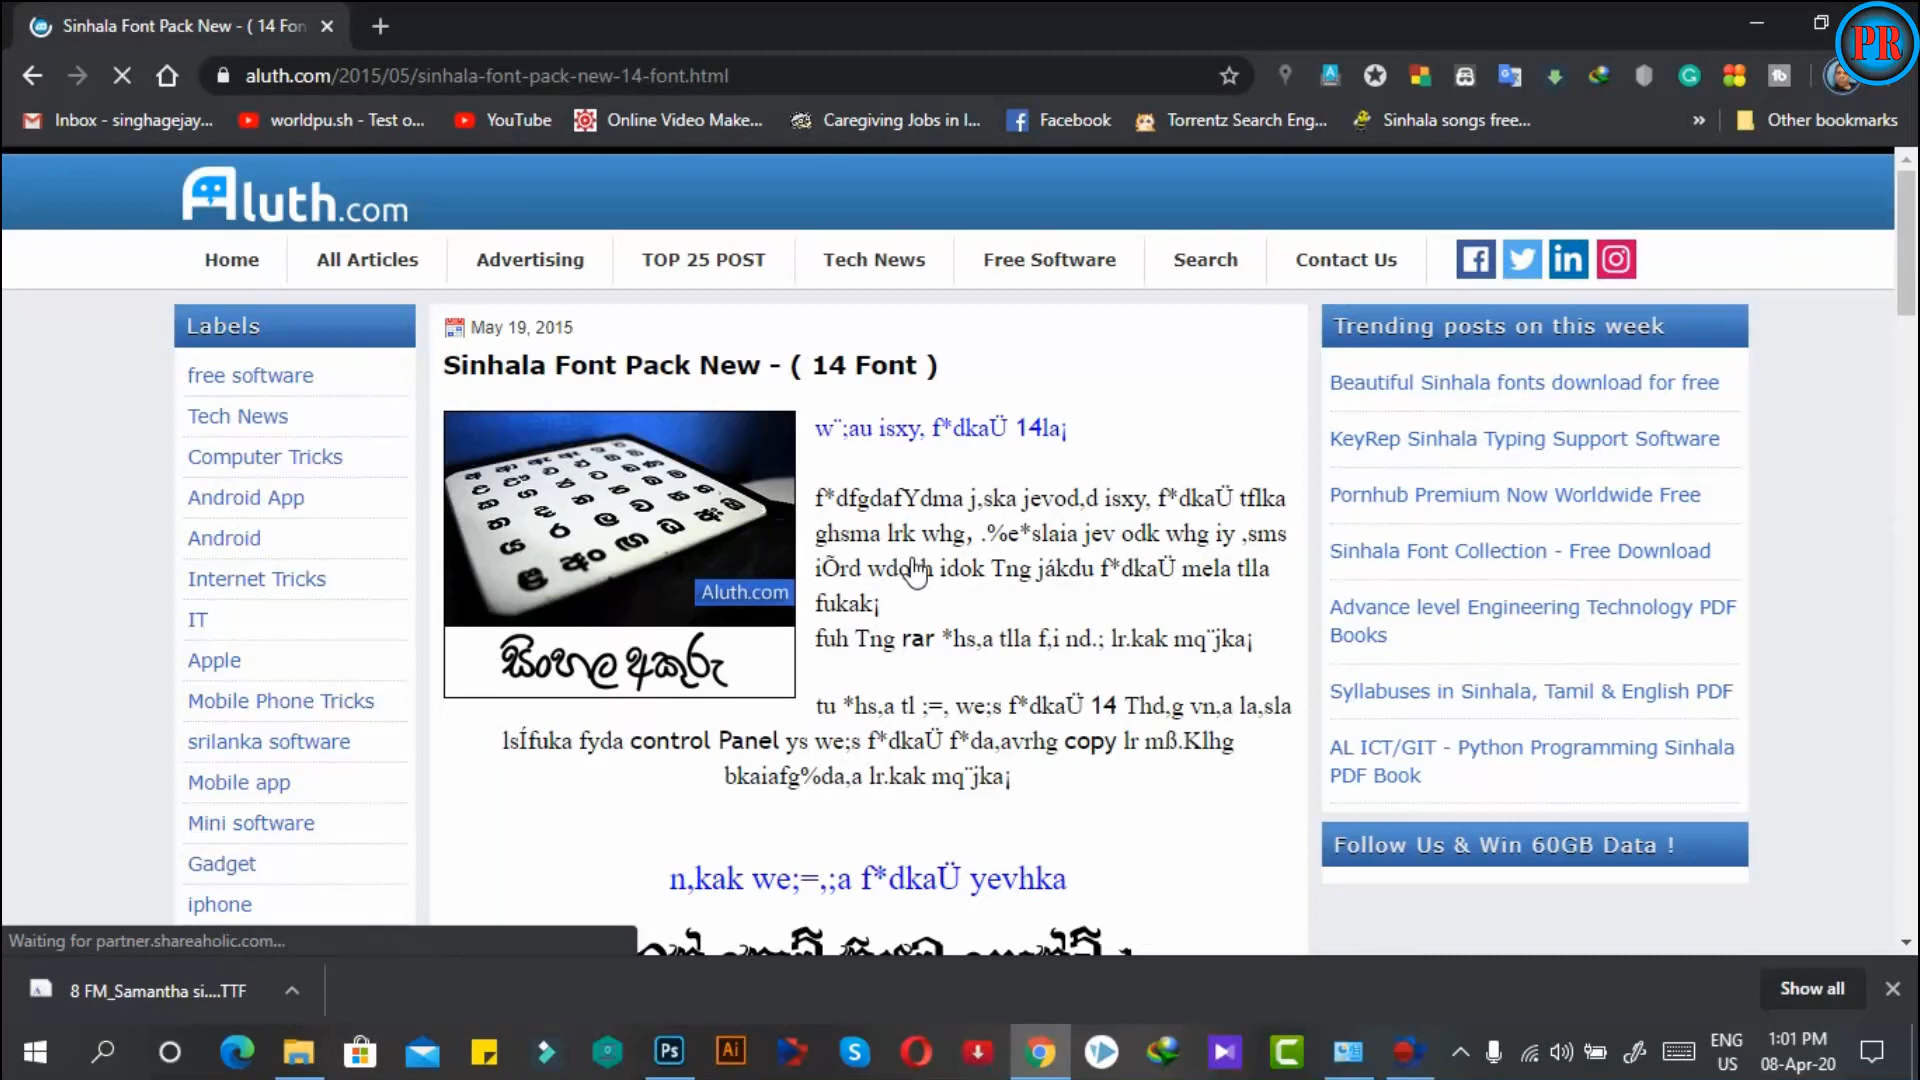 Sinhala Font Pack New - ( 14 Fon
PR
aluth.com/2015/05/sinhala-font-pack-new-14-font.html
Inbox - singhagejay... worldpu.sh - Test o... YouTube Online Video Make... Caregiving Jobs in I... Facebook Torrentz Search Eng... Sinhala songs free... » Other bookmarks
Aluth.com
Home All Articles Advertising TOP 25 POST Tech News Free Software Search Contact Us
Labels
free software
Tech News
Computer Tricks
Android App
Android
Internet Tricks
IT
Apple
Mobile Phone Tricks
srilanka software
Mobile app
Mini software
Gadget
iphone
May 19, 2015
Sinhala Font Pack New - ( 14 Font )
Aluth.com
සිංහල අකුරු
w¨;au isxy, f*dkaÜ 14la¡
f*dfgdafYdma j,ska jevod,d isxy, f*dkaÜ tflka
ghsma lrk whg, .%e*slaia jev odk whg iy ,sms
iÕrd idok Tng jákdu f*dkaÜ mela tlla
fukak¡
fuh Tng rar *hs,a tlla f,i nd.; lr.kak mq¨jka¡
tu *hs,a tl ;=, we;s f*dkaÜ 14 Thd,g vn,a la,sla
lsÍfuka fyda control Panel ys we;s f*dkaÜ f*da,avrhg copy lr mß.Klhg
bkaiafg%da,a lr.kak mq¨jka¡
n,kak we;=,;a f*dkaÜ yevhka
Trending posts on this week
Beautiful Sinhala fonts download for free
KeyRep Sinhala Typing Support Software
Pornhub Premium Now Worldwide Free
Sinhala Font Collection - Free Download
Advance level Engineering Technology PDF
Books
Syllabuses in Sinhala, Tamil & English PDF
AL ICT/GIT - Python Programming Sinhala
PDF Book
Follow Us & Win 60GB Data !
Waiting for partner.shareaholic.com...
8 FM_Samantha si....TTF
Show all
Ps Ai
ENG
US
1:01 PM
08-Apr-20